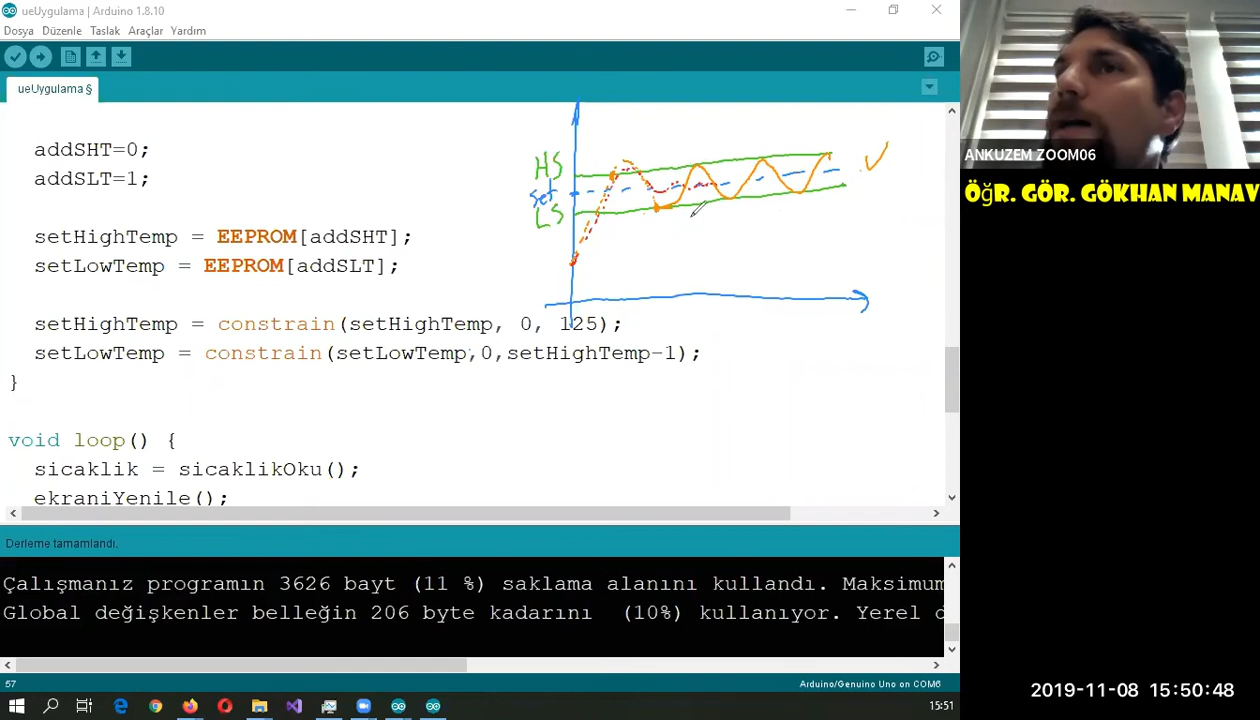 ueUygulama | Arduino 1.8.10
Dosya Düzenle Taslak Araçlar Yardım
ueUygulama §
addSHT=0;
addSLT=1;
setHighTemp = EEPROM[addSHT];
setLowTemp = EEPROM[addSLT];
setHighTemp = constrain(setHighTemp, 0, 125);
setLowTemp = constrain(setLowTemp,0,setHighTemp-1);
}
void loop() {
sicaklik = sicaklikOku();
ekraniYenile();
HS
set
LS
Derleme tamamlandı.
Çalışmanız programın 3626 bayt (11 %) saklama alanını kullandı. Maksimum
Global değişkenler belleğin 206 byte kadarını (10%) kullanıyor. Yerel d
57
Arduino/Genuino Uno on COM6
15:51
ANKUZEM ZOOM06
ÖĞR. GÖR. GÖKHAN MANAV
2019-11-08 15:50:48